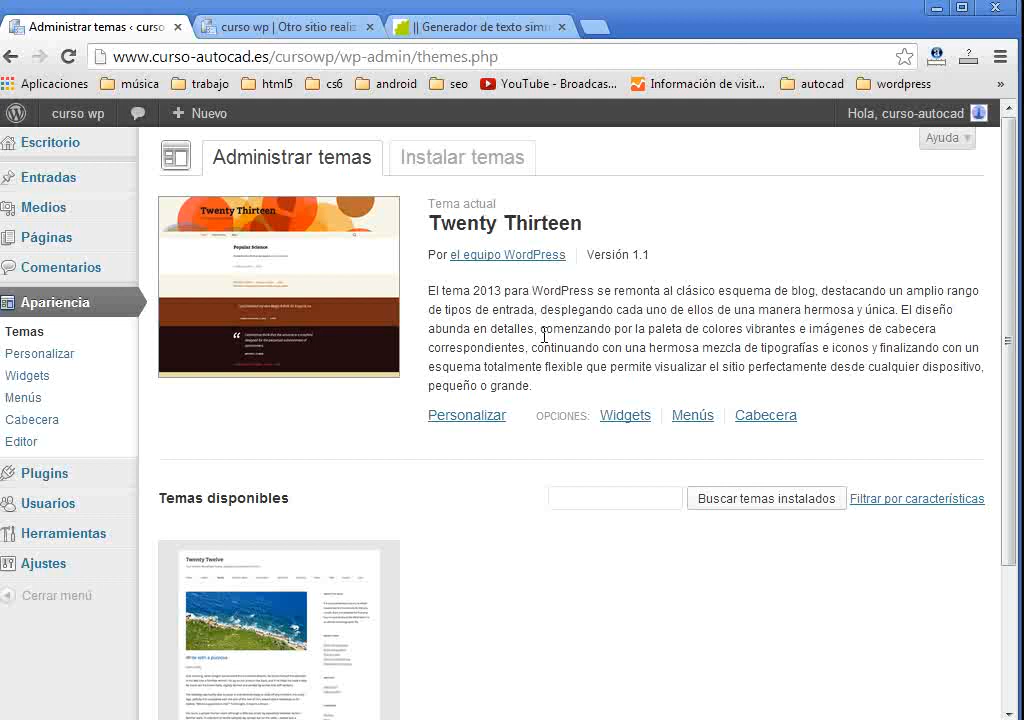 Administrar temas ‹ curso
curso wp | Otro sitio realiz
|| Generador de texto simu
www.curso-autocad.es/cursowp/wp-admin/themes.php
Aplicaciones
música
trabajo
html5
cs6
android
seo
YouTube - Broadcas...
Información de visit...
autocad
wordpress
»
curso wp
+ Nuevo
Hola, curso-autocad
Ayuda
Escritorio
Entradas
Medios
Páginas
Comentarios
Apariencia
Temas
Personalizar
Widgets
Menús
Cabecera
Editor
Plugins
Usuarios
Herramientas
Ajustes
Cerrar menú
Administrar temas
Instalar temas
Twenty Thirteen
Popular Science
Tema actual
Twenty Thirteen
Por el equipo WordPress
Versión 1.1
El tema 2013 para WordPress se remonta al clásico esquema de blog, destacando un amplio rango
de tipos de entrada, desplegando cada uno de ellos de una manera hermosa y única. El diseño
abunda en detalles, comenzando por la paleta de colores vibrantes e imágenes de cabecera
correspondientes, continuando con una hermosa mezcla de tipografías e iconos y finalizando con un
esquema totalmente flexible que permite visualizar el sitio perfectamente desde cualquier dispositivo,
pequeño o grande.
Personalizar
OPCIONES:
Widgets
Menús
Cabecera
Temas disponibles
Buscar temas instalados
Filtrar por características
Twenty Twelve
Write with a purpose